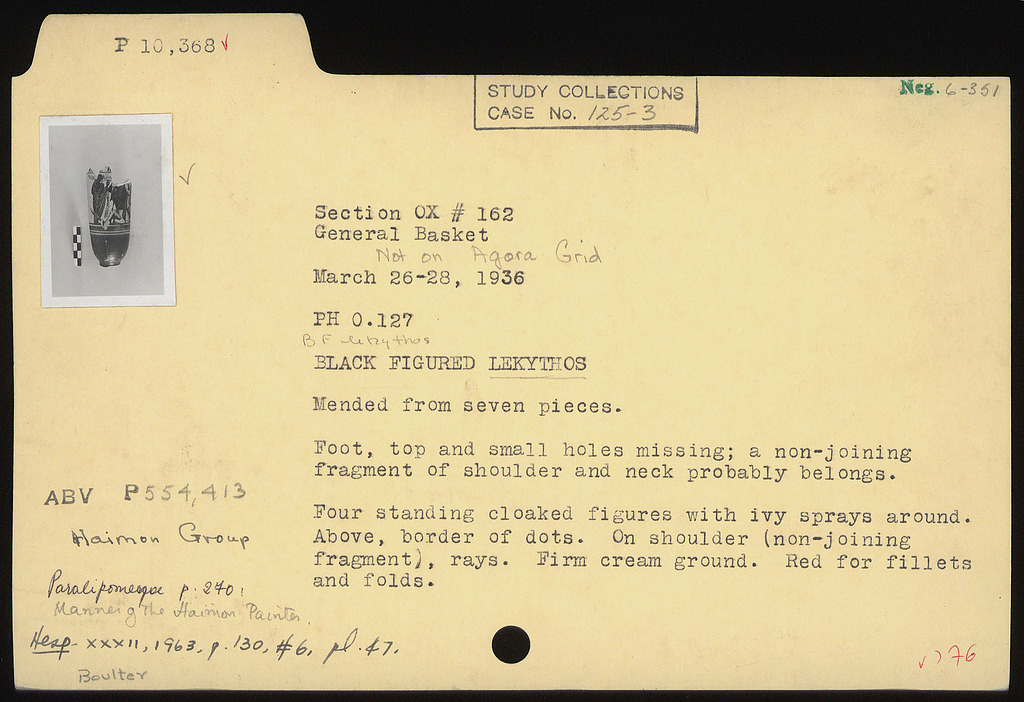 P 10,368 ✓
STUDY COLLECTIONS
CASE No. 125-3
Neg. 6-351
✓
Section OX # 162
General Basket
Not on Agora Grid
March 26-28, 1936
PH 0.127
BF lekythos
BLACK FIGURED LEKYTHOS
Mended from seven pieces.
Foot, top and small holes missing; a non-joining
fragment of shoulder and neck probably belongs.
Four standing cloaked figures with ivy sprays around.
Above, border of dots. On shoulder (non-joining
fragment), rays. Firm cream ground. Red for fillets
and folds.
ABV P554,413
Haimon Group
Paralipomena p. 270:
Manner of the Haimon Painter.
Hesp. XXXII, 1963, p. 130, #6, pl. 47.
Boulter
✓ 76